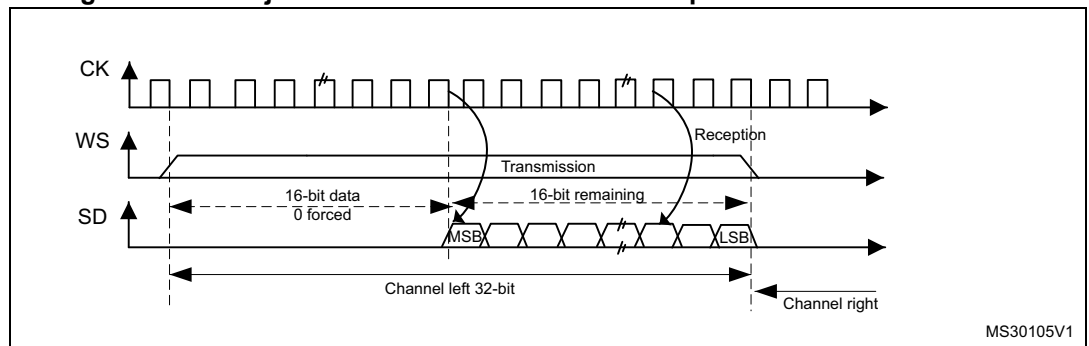 CK
Reception
WS
Transmission
16-bit data
16-bit remaining
0 forced
SD
MSB
LSB
Channel left 32-bit
Channel right
MS30105V1